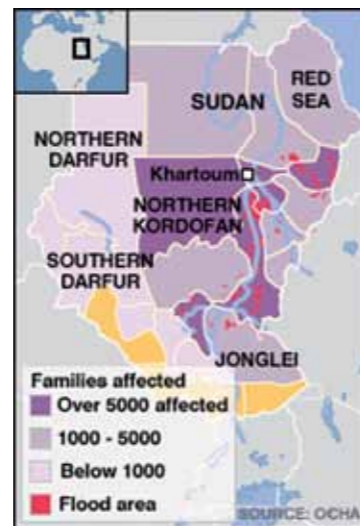 SUDAN
RED
SEA
NORTHERN
DARFUR
Khartoum
NORTHERN
KORDOFAN
SOUTHERN
DARFUR
JONGLEI
Families affected
Over 5000 affected
1000 - 5000
Below 1000
Flood area
SOURCE: OCHA